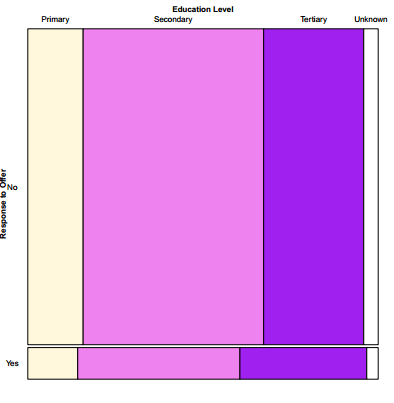 Education Level
Primary Secondary Tertiary Unknown
Response to Offer
No
Yes